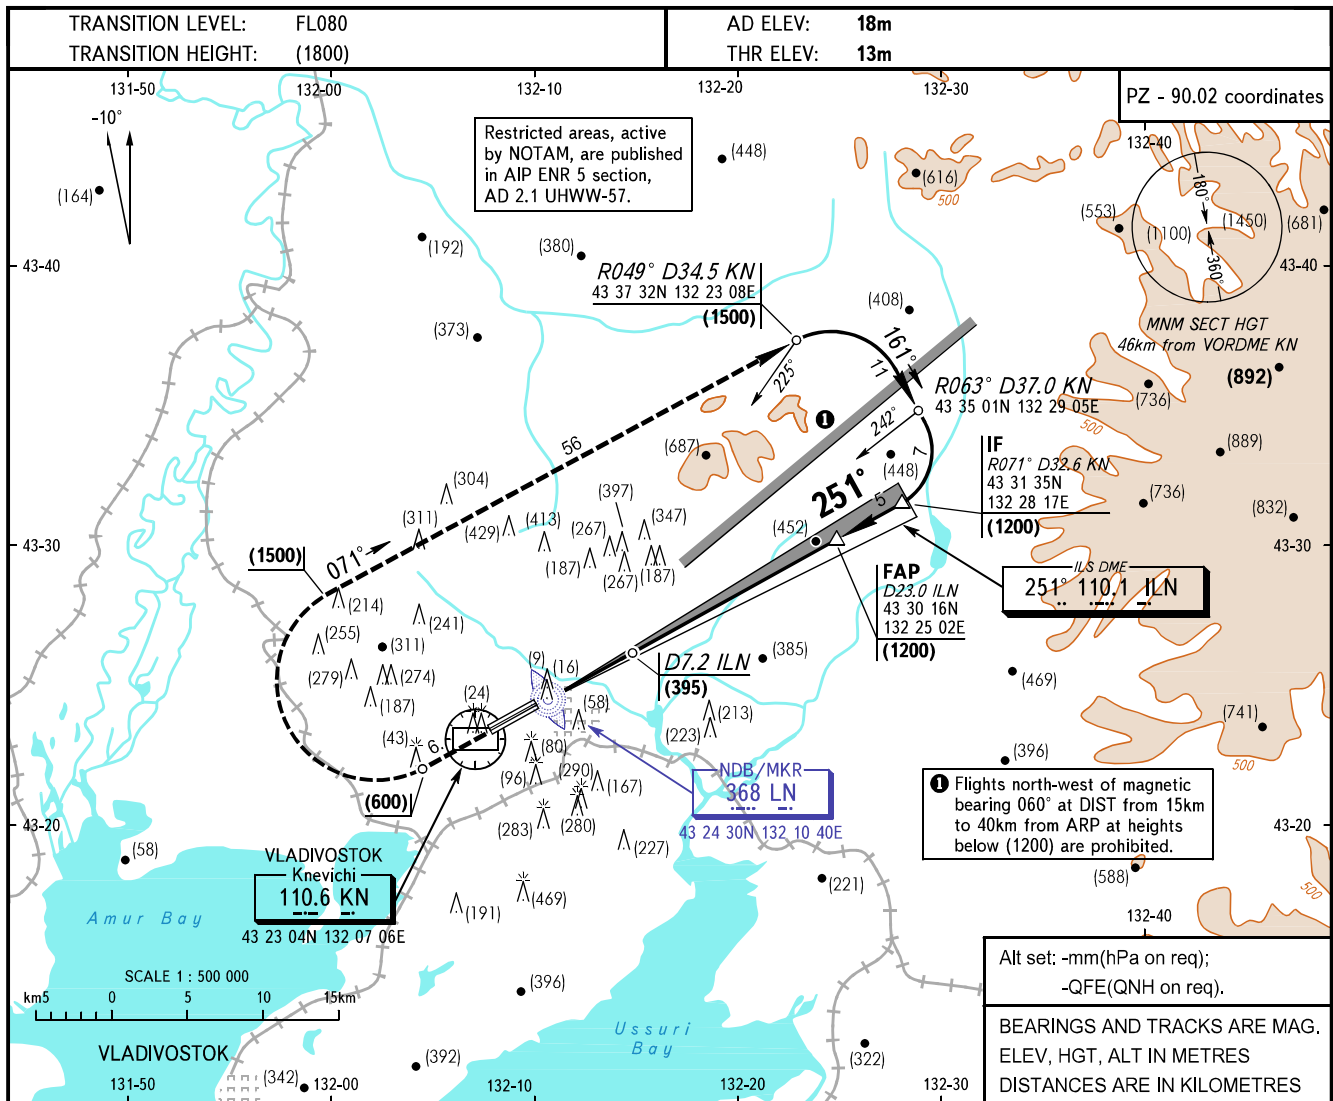 TRANSITION LEVEL: FL080
TRANSITION HEIGHT: (1800)
AD ELEV: 18m
THR ELEV: 13m
131-50
132-00
132-10
132-20
132-30
PZ - 90.02 coordinates
132-40
-10°
Restricted areas, active
by NOTAM, are published
in AIP ENR 5 section,
AD 2.1 UHWW-57.
(448)
(616)
500
(164)
180°
(553)
(1100)
(1450)
(681)
360°
(192)
(380)
43-40
43-40
R049° D34.5 KN
43 37 32N 132 23 08E
(1500)
(408)
161°
MNM SECT HGT
46km from VORDME KN
(892)
(373)
225°
11
R063° D37.0 KN
43 35 01N 132 29 05E
(736)
500
1
242°
56
(687)
7
(448)
(889)
IF
R071° D32.6 KN
43 31 35N
132 28 17E
(1200)
(304)
(397)
251°
5
(736)
(832)
(311)
(429)
(413)
(267)
(347)
(452)
43-30
43-30
(1500)
071°
(187)
(267)
(187)
FAP
D23.0 ILN
43 30 16N
132 25 02E
(1200)
ILS DME
251° 110.1 ILN
(214)
(241)
(255)
(311)
(279)
(274)
(187)
(9)
(16)
D7.2 ILN
(395)
(385)
(469)
(24)
(58)
(213)
(223)
(741)
(43)
6
(80)
(96)
(290)
(167)
NDB/MKR
368 LN
43 24 30N 132 10 40E
(396)
500
(600)
(283)
(280)
(227)
1 Flights north-west of magnetic
bearing 060° at DIST from 15km
to 40km from ARP at heights
below (1200) are prohibited.
43-20
43-20
(58)
VLADIVOSTOK
Knevichi
110.6 KN
43 23 04N 132 07 06E
(469)
(191)
(221)
(588)
500
Amur Bay
132-40
SCALE 1 : 500 000
km5 0 5 10 15km
(396)
Alt set: -mm(hPa on req);
-QFE(QNH on req).
Ussuri
Bay
VLADIVOSTOK
(392)
(322)
(342)
BEARINGS AND TRACKS ARE MAG.
ELEV, HGT, ALT IN METRES
DISTANCES ARE IN KILOMETRES
131-50
132-00
132-10
132-20
132-30